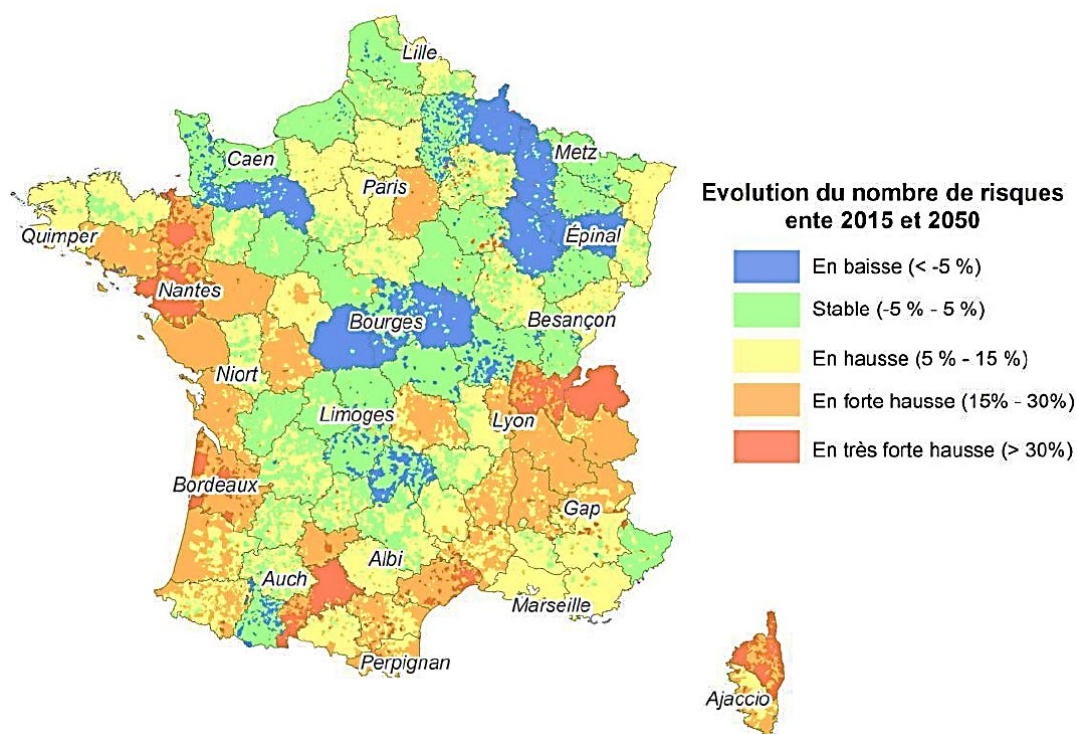 Lille
Caen
Metz
Paris
Quimper
Épinal
Nantes
Bourges
Besançon
Niort
Limoges
Lyon
Bordeaux
Gap
Albi
Auch
Marseille
Perpignan
Ajaccio
Evolution du nombre de risques
ente 2015 et 2050
En baisse (< -5 %)
Stable (-5 % - 5 %)
En hausse (5 % - 15 %)
En forte hausse (15% - 30%)
En très forte hausse (> 30%)